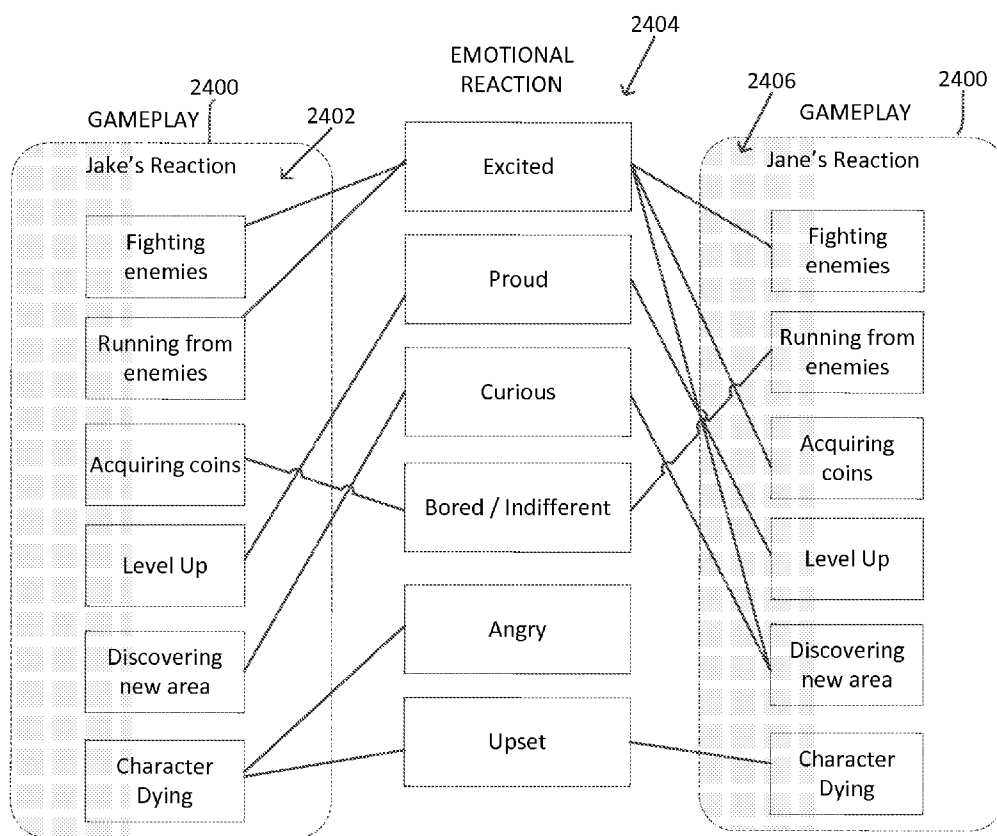 2404
EMOTIONAL
REACTION
2400
2402
GAMEPLAY
Jake's Reaction
Fighting
enemies
Running from
enemies
Acquiring coins
Level Up
Discovering
new area
Character
Dying
Excited
Proud
Curious
Bored / Indifferent
Angry
Upset
2406
2400
GAMEPLAY
Jane's Reaction
Fighting
enemies
Running from
enemies
Acquiring
coins
Level Up
Discovering
new area
Character
Dying